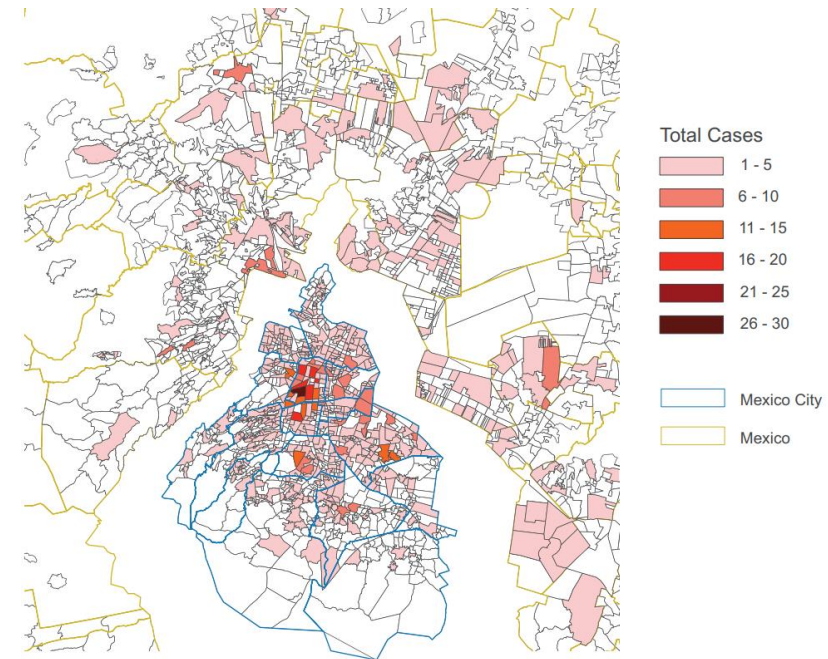 Total Cases
1 - 5
6 - 10
11 - 15
16 - 20
21 - 25
26 - 30
Mexico City
Mexico